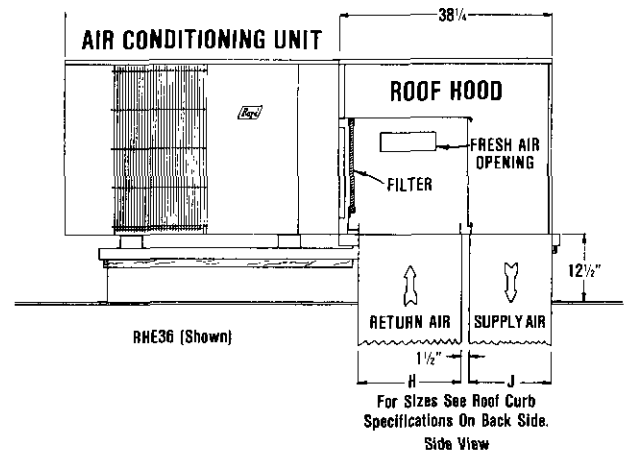 38¼
AIR CONDITIONING UNIT
ROOF HOOD
FRESH AIR
OPENING
FILTER
12½"
RETURN AIR
SUPPLY AIR
RHE36 (Shown)
1½"
H
J
For Sizes See Roof Curb
Specifications On Back Side.
Side View